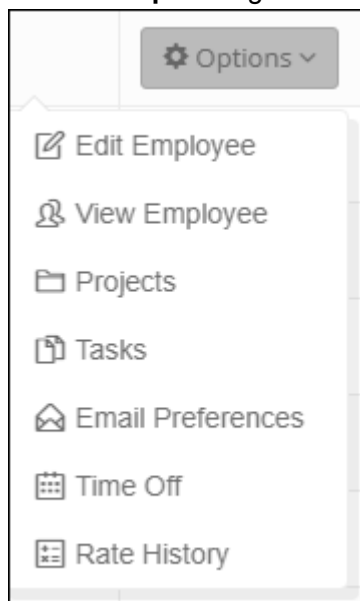 Options
Edit Employee
View Employee
Projects
Tasks
Email Preferences
Time Off
Rate History